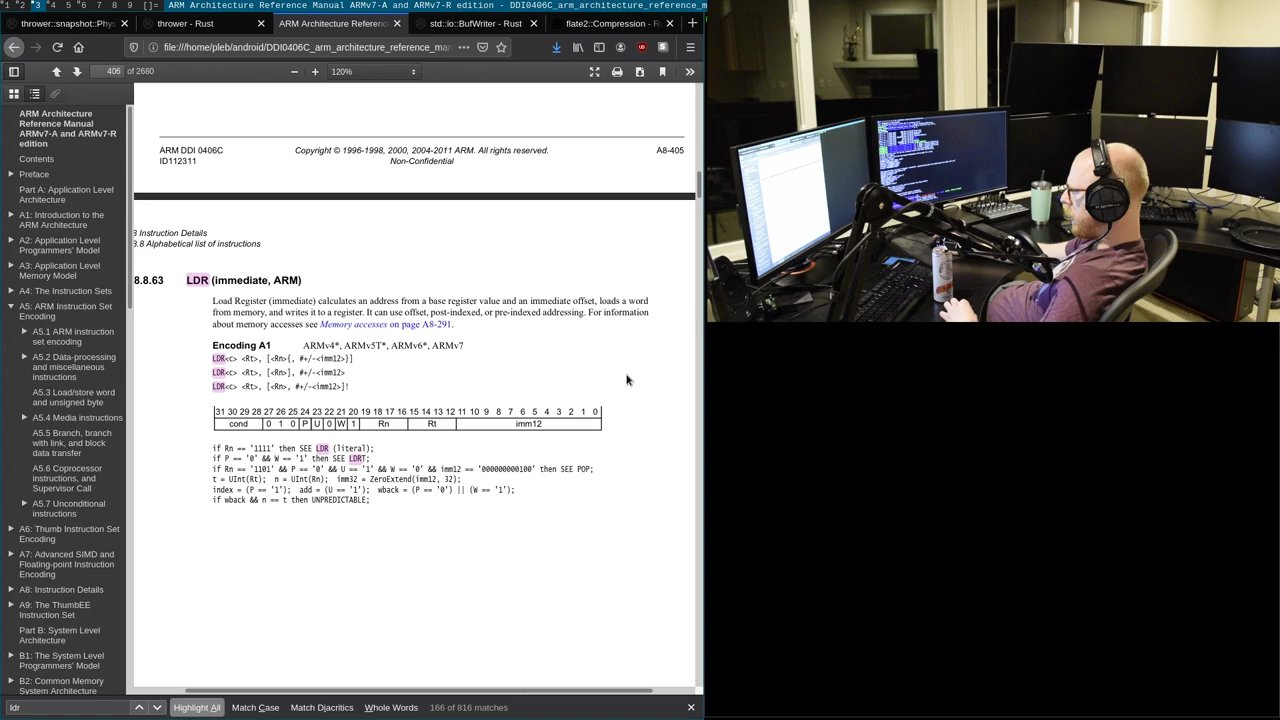 1 2 3 4 5 6 7 8 9 []= ARM Architecture Reference Manual ARMv7-A and ARMv7-R edition - DDI0406C_arm_architecture_reference_m
thrower::snapshot::Phys
thrower - Rust
ARM Architecture Referenc
std::io::BufWriter - Rust
flate2::Compression - R
file:///home/pleb/android/DDI0406C_arm_architecture_reference_mar
406 of 2680
120%
ARM Architecture
Reference Manual
ARMv7-A and ARMv7-R
edition
Contents
Preface
Part A: Application Level
Architecture
A1: Introduction to the
ARM Architecture
A2: Application Level
Programmers' Model
A3: Application Level
Memory Model
A4: The Instruction Sets
A5: ARM Instruction Set
Encoding
A5.1 ARM instruction
set encoding
A5.2 Data-processing
and miscellaneous
instructions
A5.3 Load/store word
and unsigned byte
A5.4 Media instructions
A5.5 Branch, branch
with link, and block
data transfer
A5.6 Coprocessor
instructions, and
Supervisor Call
A5.7 Unconditional
instructions
A6: Thumb Instruction Set
Encoding
A7: Advanced SIMD and
Floating-point Instruction
Encoding
A8: Instruction Details
A9: The ThumbEE
Instruction Set
Part B: System Level
Architecture
B1: The System Level
Programmers' Model
B2: Common Memory
System Architecture
ARM DDI 0406C
ID112311
Copyright © 1996-1998, 2000, 2004-2011 ARM. All rights reserved.
Non-Confidential
A8-405
8 Instruction Details
8.8 Alphabetical list of instructions
8.8.63 LDR (immediate, ARM)
Load Register (immediate) calculates an address from a base register value and an immediate offset, loads a word
from memory, and writes it to a register. It can use offset, post-indexed, or pre-indexed addressing. For information
about memory accesses see Memory accesses on page A8-291.
Encoding A1 ARMv4*, ARMv5T*, ARMv6*, ARMv7
LDR<c> <Rt>, [<Rn>{, #+/-<imm12>}]
LDR<c> <Rt>, [<Rn>], #+/-<imm12>
LDR<c> <Rt>, [<Rn>, #+/-<imm12>]!
31 30 29 28 27 26 25 24 23 22 21 20 19 18 17 16 15 14 13 12 11 10 9 8 7 6 5 4 3 2 1 0
cond 0 1 0 P U 0 W 1 Rn Rt imm12
if Rn == '1111' then SEE LDR (literal);
if P == '0' && W == '1' then SEE LDRT;
if Rn == '1101' && P == '0' && U == '1' && W == '0' && imm12 == '000000000100' then SEE POP;
t = UInt(Rt); n = UInt(Rn); imm32 = ZeroExtend(imm12, 32);
index = (P == '1'); add = (U == '1'); wback = (P == '0') || (W == '1');
if wback && n == t then UNPREDICTABLE;
ldr
Highlight All
Match Case
Match Diacritics
Whole Words
166 of 816 matches